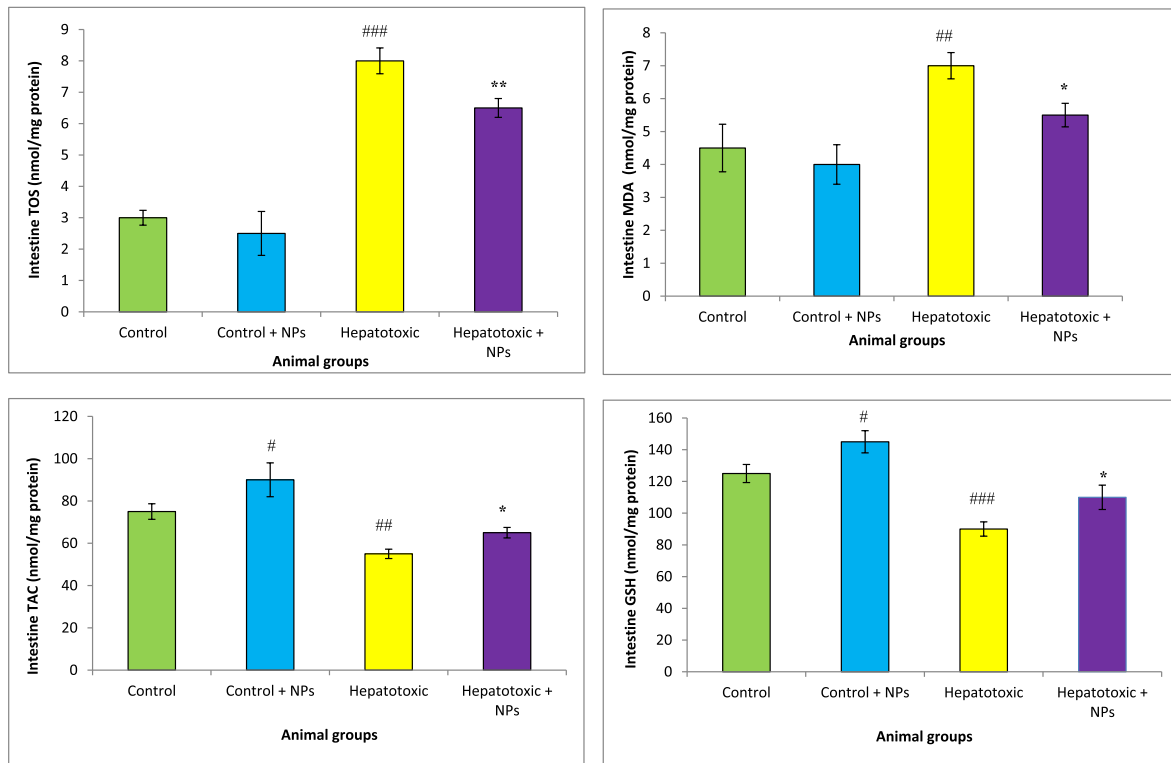 Intestine TOS (nmol/mg protein)
9
8
7
6
5
4
3
2
1
0
###
**
Control
Control + NPs
Hepatotoxic
Hepatotoxic +
NPs
Animal groups
Intestine MDA (nmol/mg protein)
8
7
6
5
4
3
2
1
0
##
*
Control
Control + NPs
Hepatotoxic
Hepatotoxic +
NPs
Animal groups
Intestine TAC (nmol/mg protein)
120
100
80
60
40
20
0
#
##
*
Control
Control + NPs
Hepatotoxic
Hepatotoxic +
NPs
Animal groups
Intestine GSH (nmol/mg protein)
160
140
120
100
80
60
40
20
0
#
###
*
Control
Control + NPs
Hepatotoxic
Hepatotoxic +
NPs
Animal groups